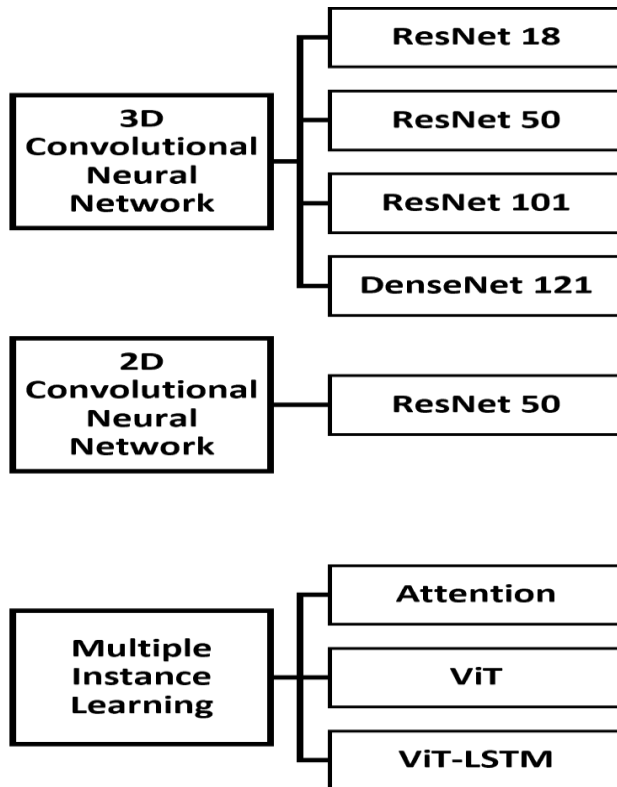 3D
Convolutional
Neural
Network
ResNet 18
ResNet 50
ResNet 101
DenseNet 121
2D
Convolutional
Neural
Network
ResNet 50
Multiple
Instance
Learning
Attention
ViT
ViT-LSTM